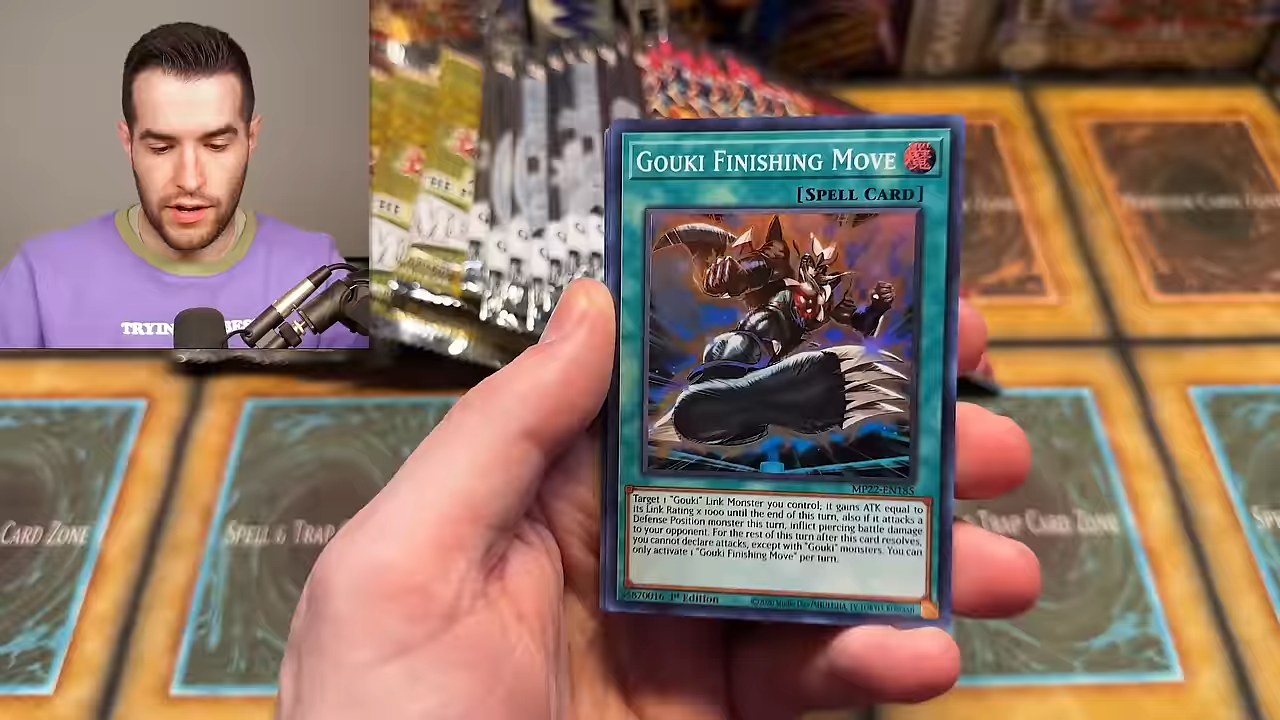 GOUKI FINISHING MOVE
[SPELL CARD]
MP22-EN185
Target 1 "Gouki" Link Monster you control; it gains ATK equal to
its Link Rating x 1000 until the end of this turn, also if it attacks a
Defense Position monster this turn, inflict piercing battle damage
to your opponent. For the rest of this turn after this card resolves,
you cannot declare attacks, except with "Gouki" monsters. You can
only activate 1 "Gouki Finishing Move" per turn.
1st Edition
TRYIN
CARD ZONE
SPELL & TRAP
TRAP CARD ZONE